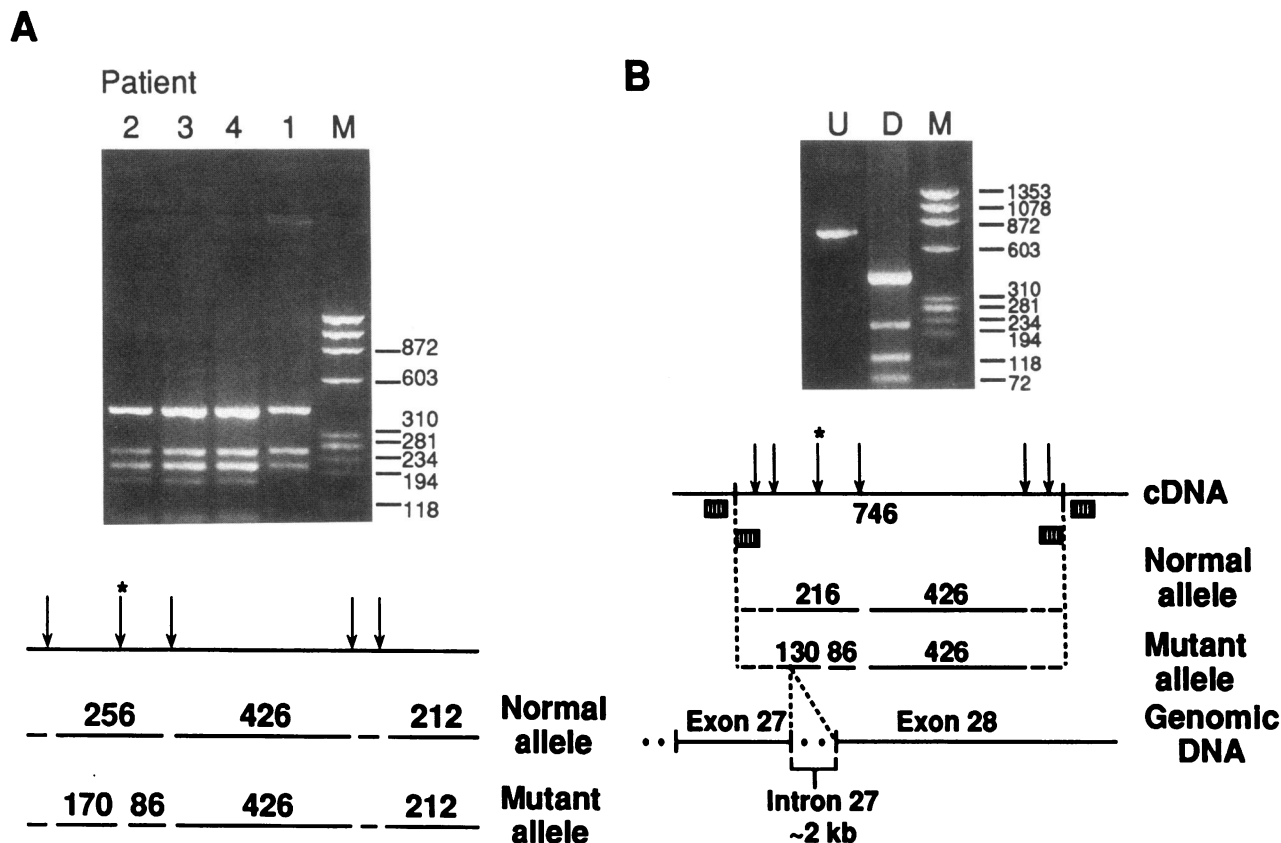 A
Patient
2 3 4 1 M
872
603
310
281
234
194
118
*
256 426 212 Normal allele
170 86 426 212 Mutant allele
B
U D M
1353
1078
872
603
310
281
234
194
118
72
*
cDNA
746
Normal allele
216 426
Mutant allele
130 86 426
Genomic DNA
Exon 27 Exon 28
Intron 27
~2 kb